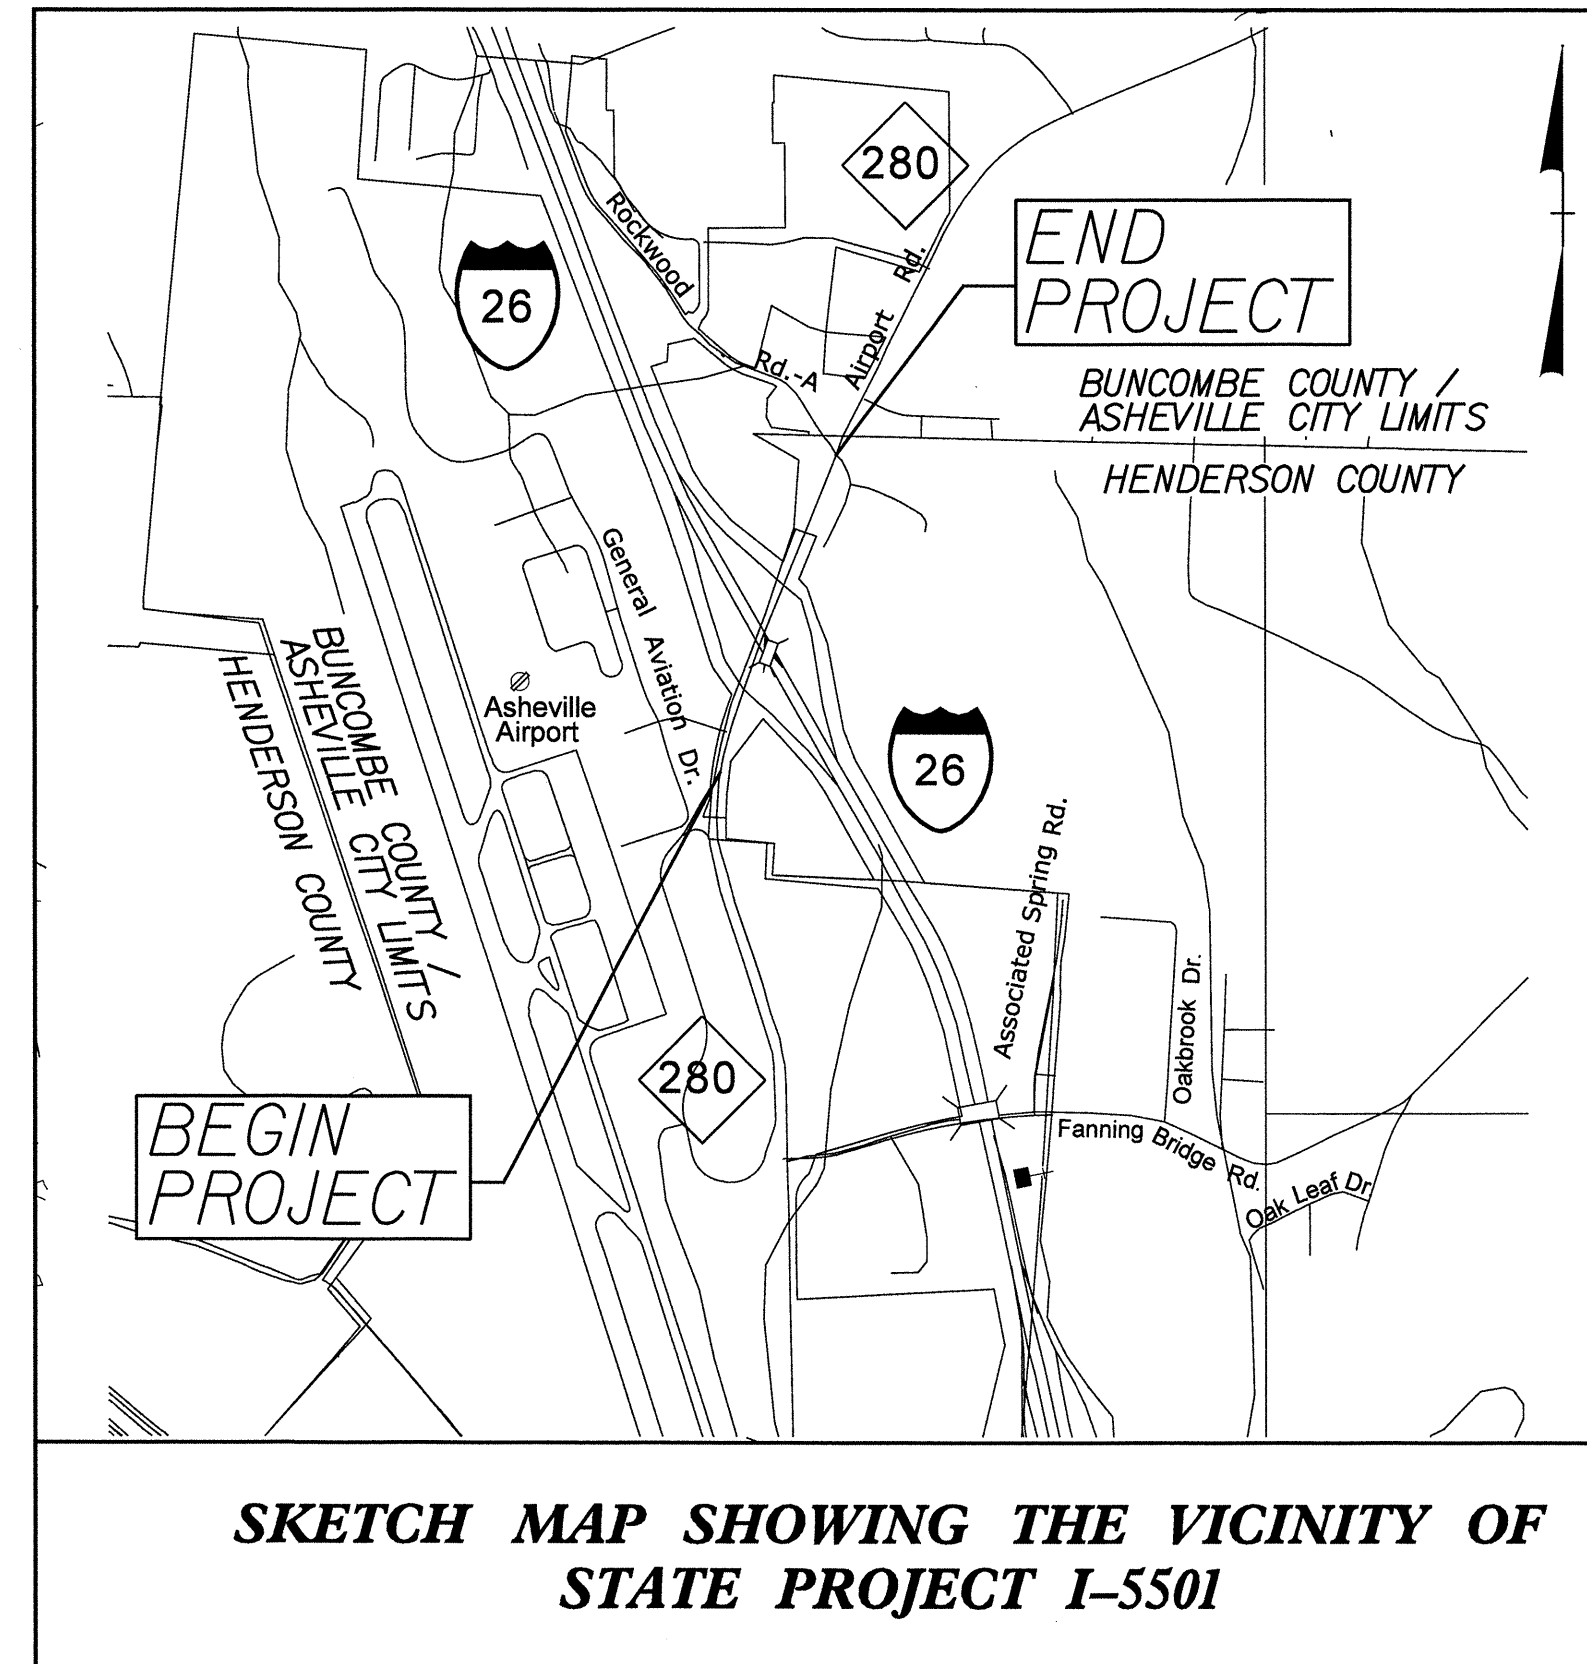 280
Rockwood
Rd.-A
Airport Rd.
END
PROJECT
26
BUNCOMBE COUNTY /
ASHEVILLE CITY LIMITS
HENDERSON COUNTY
General Aviation Dr.
BUNCOMBE COUNTY /
ASHEVILLE CITY LIMITS
HENDERSON COUNTY
Asheville
Airport
26
Associated Spring Rd.
Oakbrook Dr.
280
BEGIN
PROJECT
Fanning Bridge Rd.
Oak Leaf Dr.
SKETCH MAP SHOWING THE VICINITY OF
STATE PROJECT I-5501